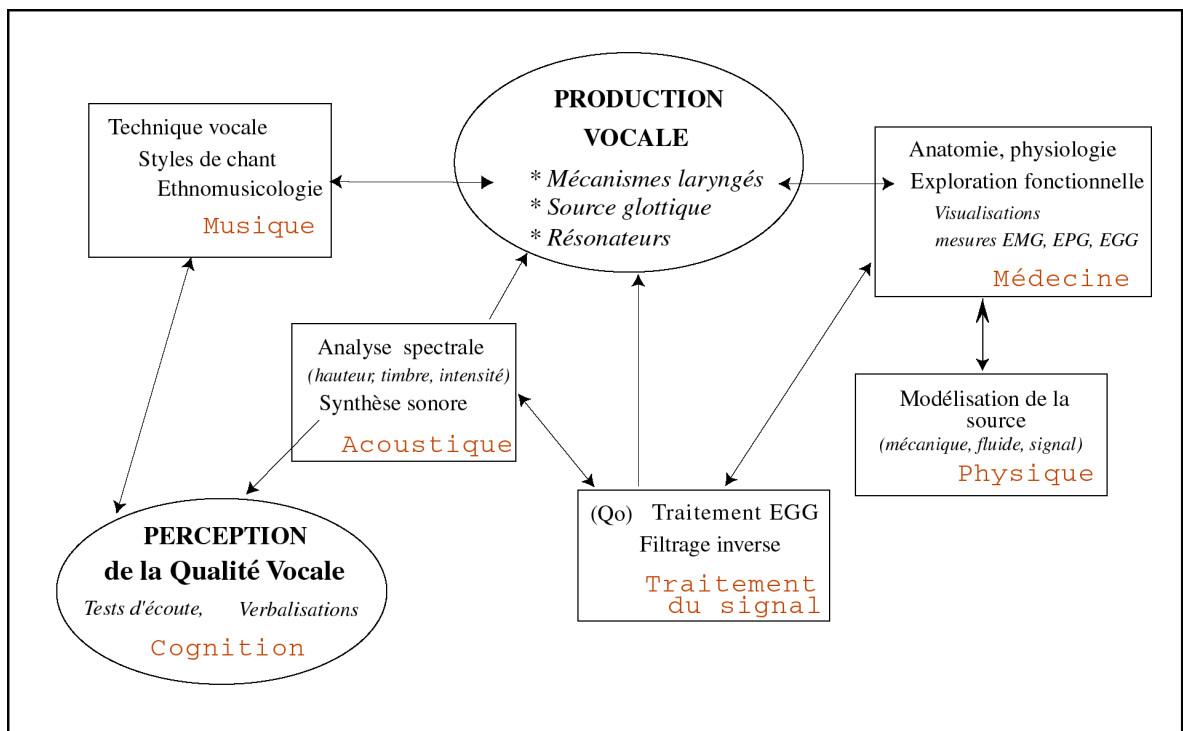 Technique vocale
Styles de chant
Ethnomusicologie
Musique
PRODUCTION
VOCALE
* Mécanismes laryngés
* Source glottique
* Résonateurs
Anatomie, physiologie
Exploration fonctionnelle
Visualisations
mesures EMG, EPG, EGG
Médecine
Analyse spectrale
(hauteur, timbre, intensité)
Synthèse sonore
Acoustique
Modélisation de la
source
(mécanique, fluide, signal)
Physique
PERCEPTION
de la Qualité Vocale
Tests d'écoute, Verbalisations
Cognition
(Qo) Traitement EGG
Filtrage inverse
Traitement
du signal